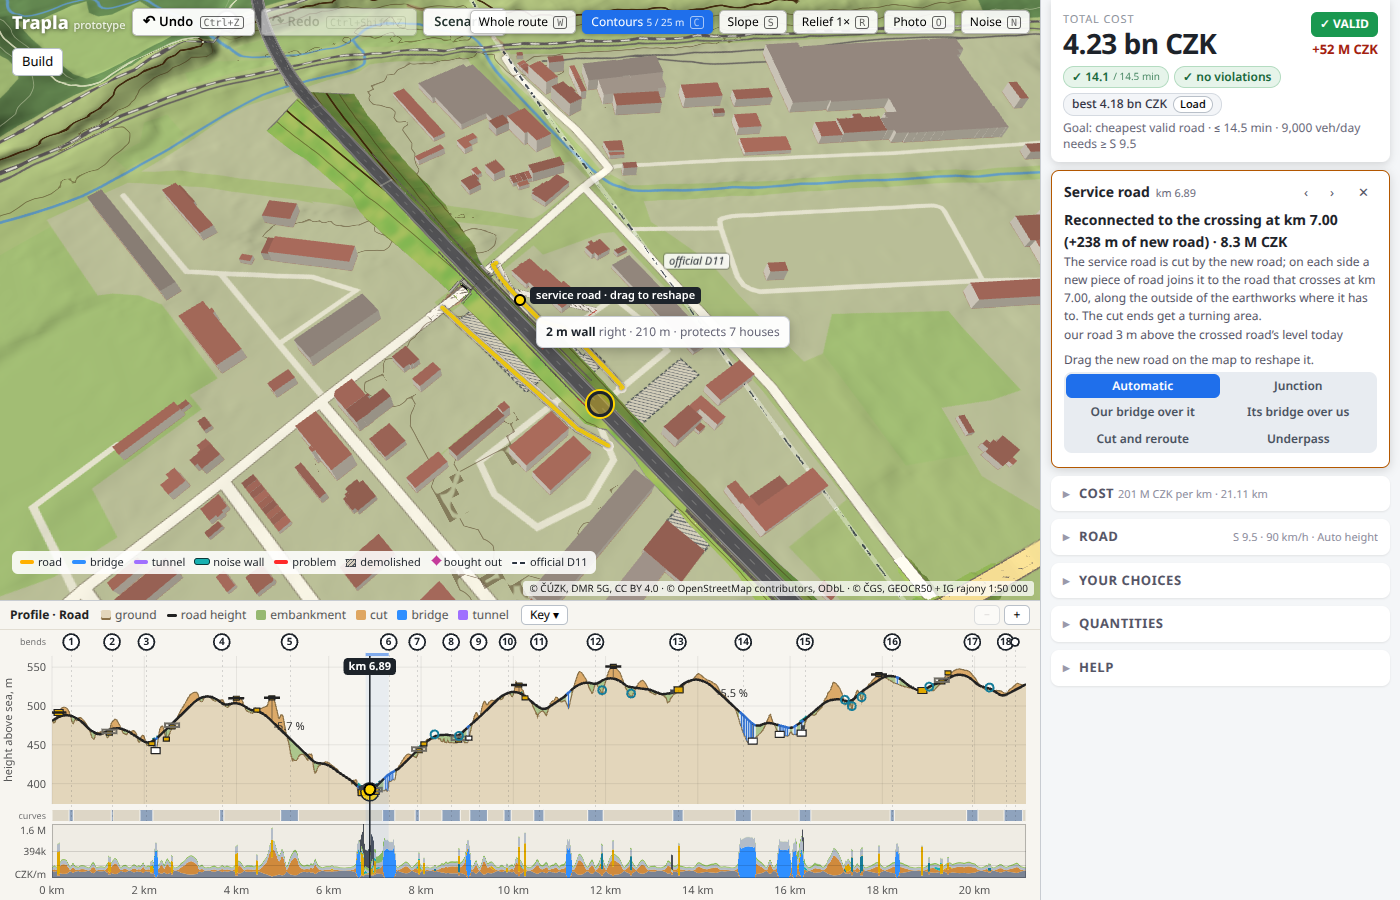 Trapla prototype
↶ Undo Ctrl+Z
↷ Redo Ctrl+Shift+Z
Scena
Whole route W
Contours 5 / 25 m C
Slope S
Relief 1× R
Photo O
Noise N
Build
official D11
service road · drag to reshape
2 m wall right · 210 m · protects 7 houses
road
bridge
tunnel
noise wall
problem
demolished
bought out
official D11
© ČÚZK, DMR 5G, CC BY 4.0 · © OpenStreetMap contributors, ODbL · © ČGS, GEOCR50 + IG rajony 1:50 000
Profile · Road
ground
road height
embankment
cut
bridge
tunnel
Key ▾
−
+
bends
1 2 3 4 5 6 7 8 9 10 11 12 13 14 15 16 17 18
km 6.89
height above sea, m
550
500
450
400
5.7 %
5.5 %
curves
1.6 M
394k
CZK/m
0 km 2 km 4 km 6 km 8 km 10 km 12 km 14 km 16 km 18 km 20 km
TOTAL COST
4.23 bn CZK
✓ VALID
+52 M CZK
✓ 14.1 / 14.5 min
✓ no violations
best 4.18 bn CZK Load
Goal: cheapest valid road · ≤ 14.5 min · 9,000 veh/day
needs ≥ S 9.5
Service road km 6.89
‹ › ✕
Reconnected to the crossing at km 7.00
(+238 m of new road) · 8.3 M CZK
The service road is cut by the new road; on each side a
new piece of road joins it to the road that crosses at km
7.00, along the outside of the earthworks where it has
to. The cut ends get a turning area.
our road 3 m above the crossed road's level today
Drag the new road on the map to reshape it.
Automatic
Junction
Our bridge over it
Its bridge over us
Cut and reroute
Underpass
▶ COST 201 M CZK per km · 21.11 km
▶ ROAD S 9.5 · 90 km/h · Auto height
▶ YOUR CHOICES
▶ QUANTITIES
▶ HELP